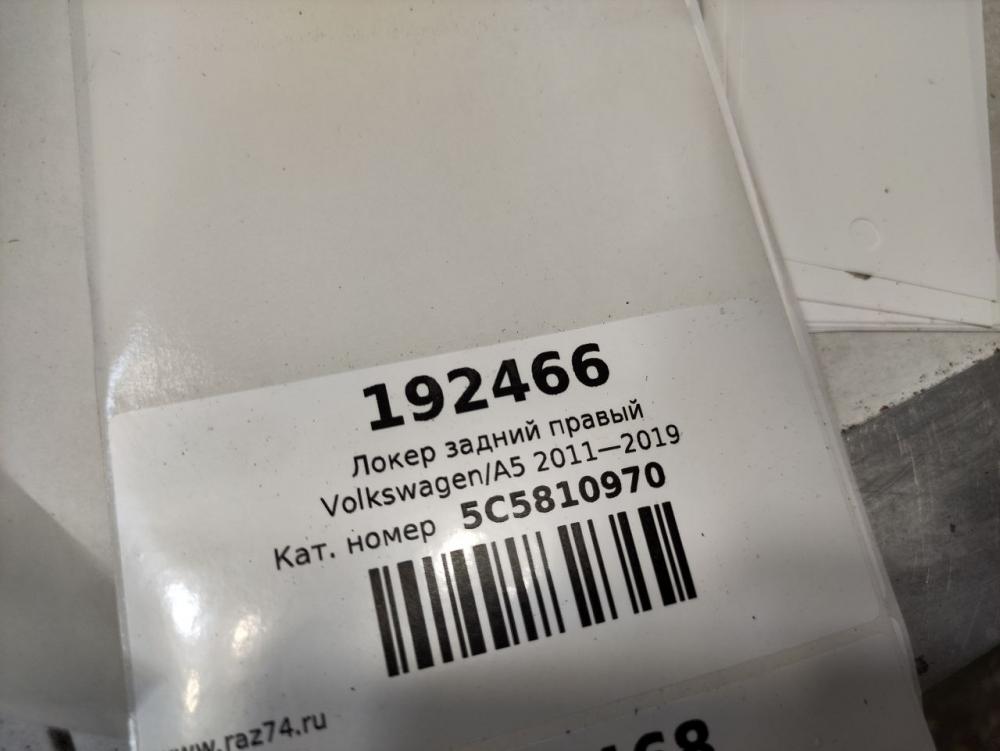 192466
Локер задний правый
Volkswagen/A5 2011—2019
Кат. номер 5C5810970
www.raz74.ru